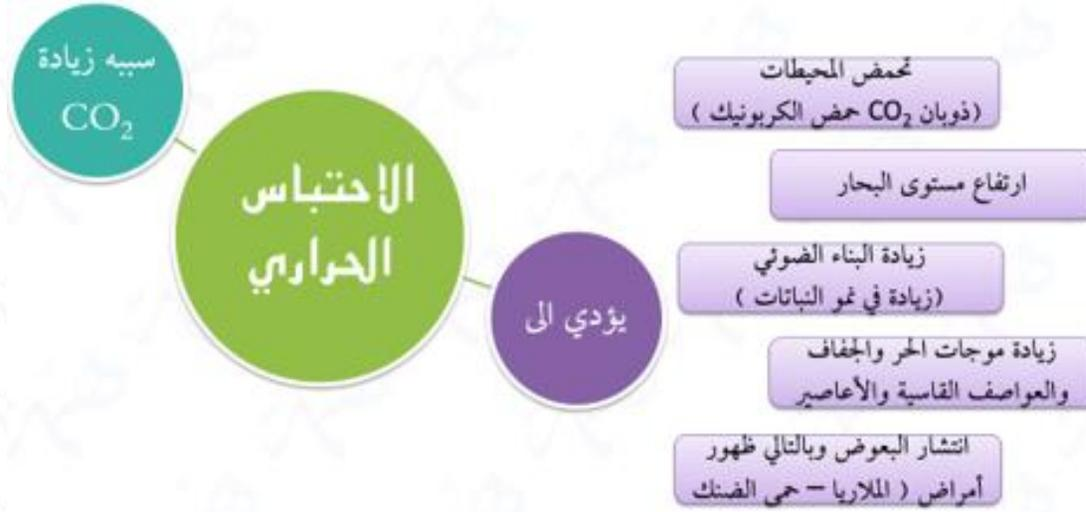 سببه زيادة
CO₂
الاحتباس
الحراري
يؤدي الى
تحمض المحيطات
(ذوبان CO₂ حمض الكربونيك )
ارتفاع مستوى البحار
زيادة البناء الضوئي
(زيادة في نمو النباتات )
زيادة موجات الحر والجفاف
والعواصف القاسية والأعاصير
انتشار البعوض وبالتالي ظهور
أمراض ( الملاريا – حمى الضنك